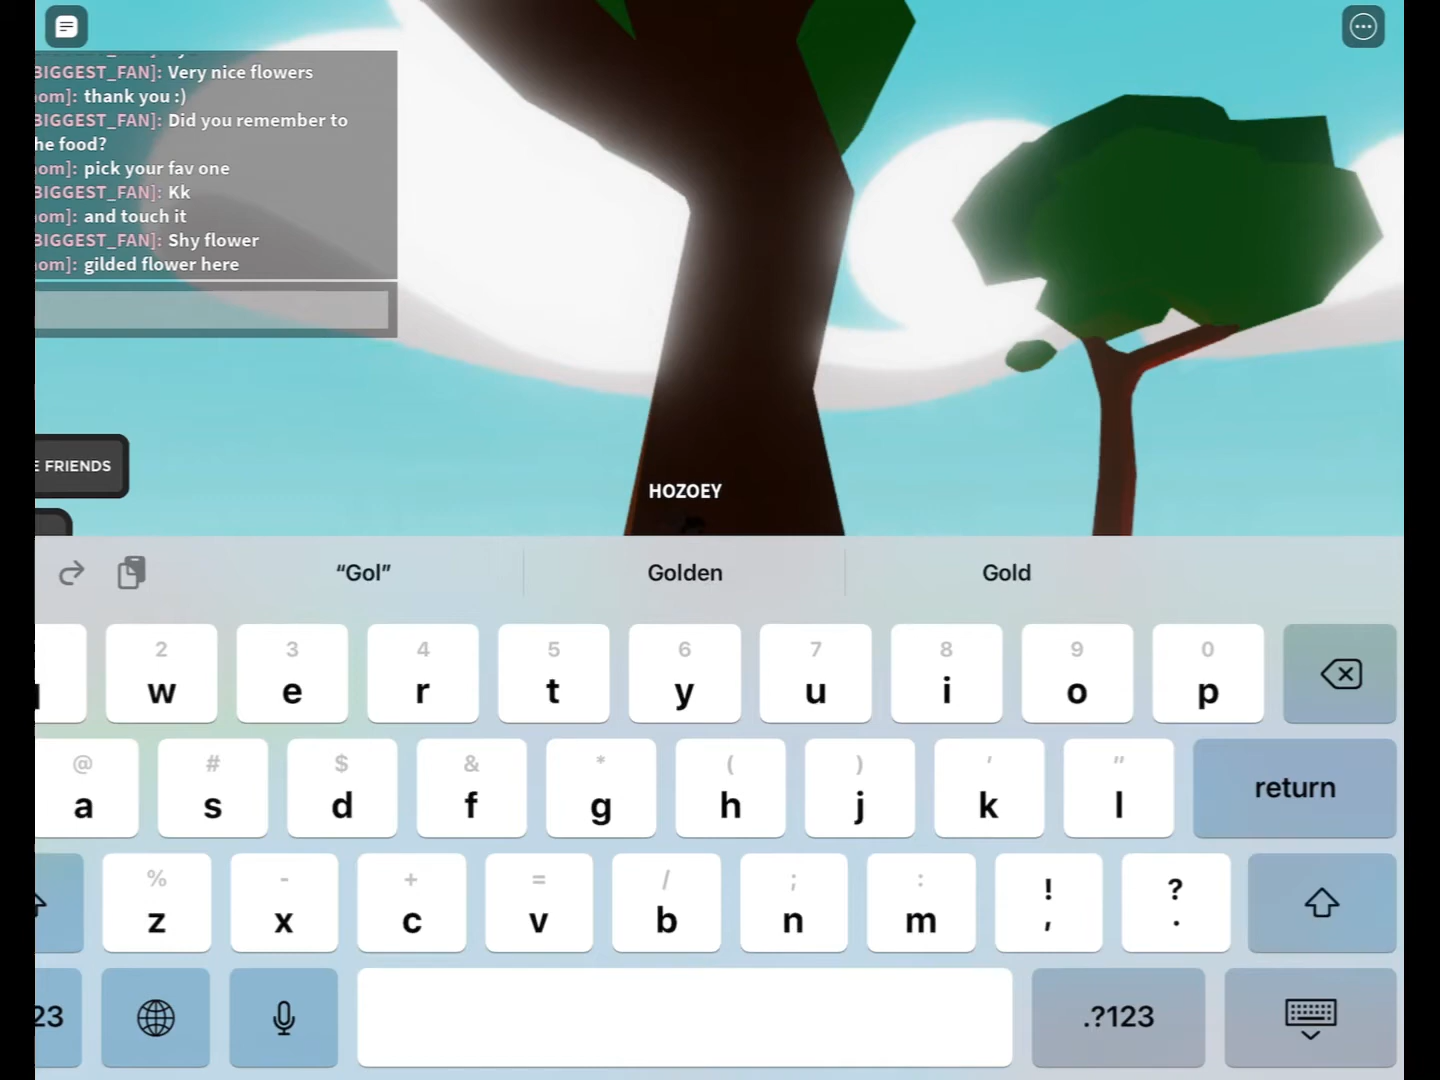 BIGGEST_FAN]: Very nice flowers
om]: thank you :)
BIGGEST_FAN]: Did you remember to
he food?
om]: pick your fav one
BIGGEST_FAN]: Kk
om]: and touch it
BIGGEST_FAN]: Shy flower
om]: gilded flower here
E FRIENDS
HOZOEY
“Gol” Golden Gold
2 3 4 5 6 7 8 9 0
w e r t y u i o p
@ # $ & * ( ) ' "
a s d f g h j k l return
% - + = / ; : ! ?
z x c v b n m , .
23 .?123